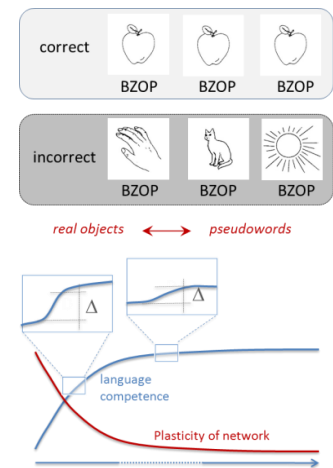 correct
BZOP BZOP BZOP
incorrect
BZOP BZOP BZOP
real objects pseudowords
Δ
Δ
language
competence
Plasticity of network